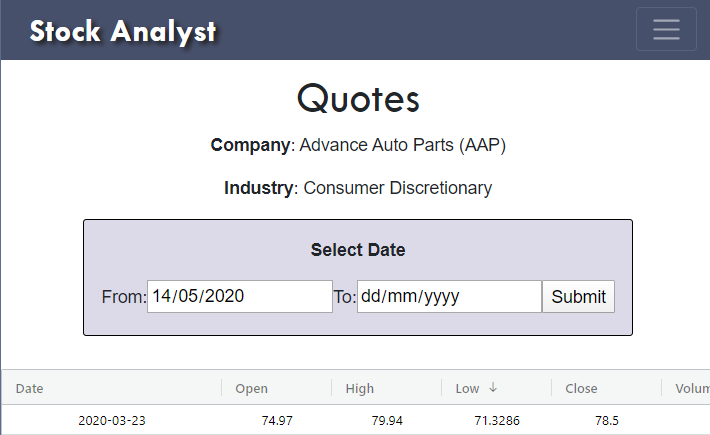 Stock Analyst
Quotes
Company: Advance Auto Parts (AAP)
Industry: Consumer Discretionary
Select Date
From: 14/05/2020 To: dd/mm/yyyy Submit
Date Open High Low ↓ Close Volum
2020-03-23 74.97 79.94 71.3286 78.5